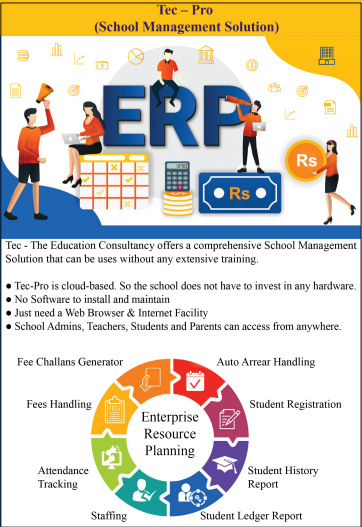 Tec – Pro
(School Management Solution)
ERP
Rs
Rs
Tec - The Education Consultancy offers a comprehensive School Management
Solution that can be uses without any extensive training.
● Tec-Pro is cloud-based. So the school does not have to invest in any hardware.
● No Software to install and maintain
● Just need a Web Browser & Internet Facility
● School Admins, Teachers, Students and Parents can access from anywhere.
Fee Challans Generator
Auto Arrear Handling
Fees Handling
Student Registration
Enterprise
Resource
Planning
Attendance
Tracking
Student History
Report
Staffing
Student Ledger Report